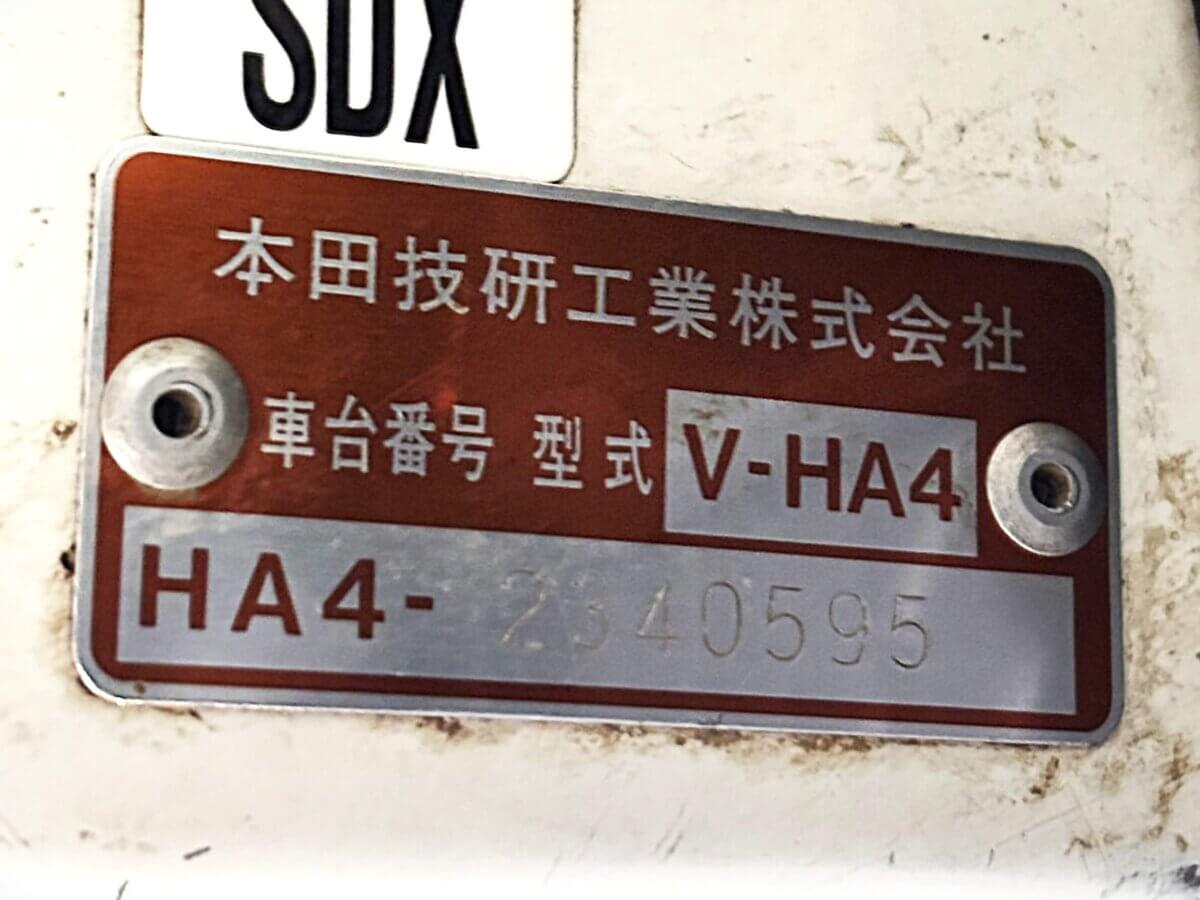 SDX
本田技研工業株式会社
車台番号 型式 V-HA4
HA4- 2340595